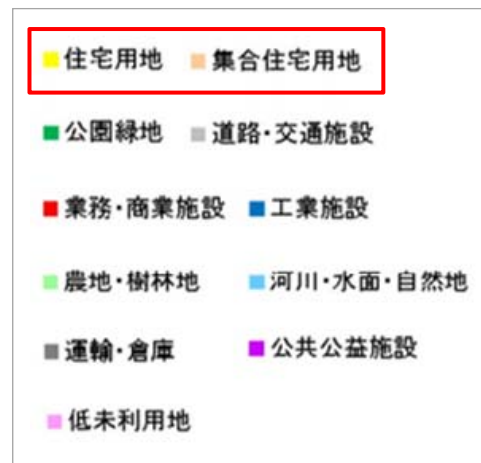 住宅用地 集合住宅用地
公園緑地 道路・交通施設
業務・商業施設 工業施設
農地・樹林地 河川・水面・自然地
運輸・倉庫 公共公益施設
低未利用地